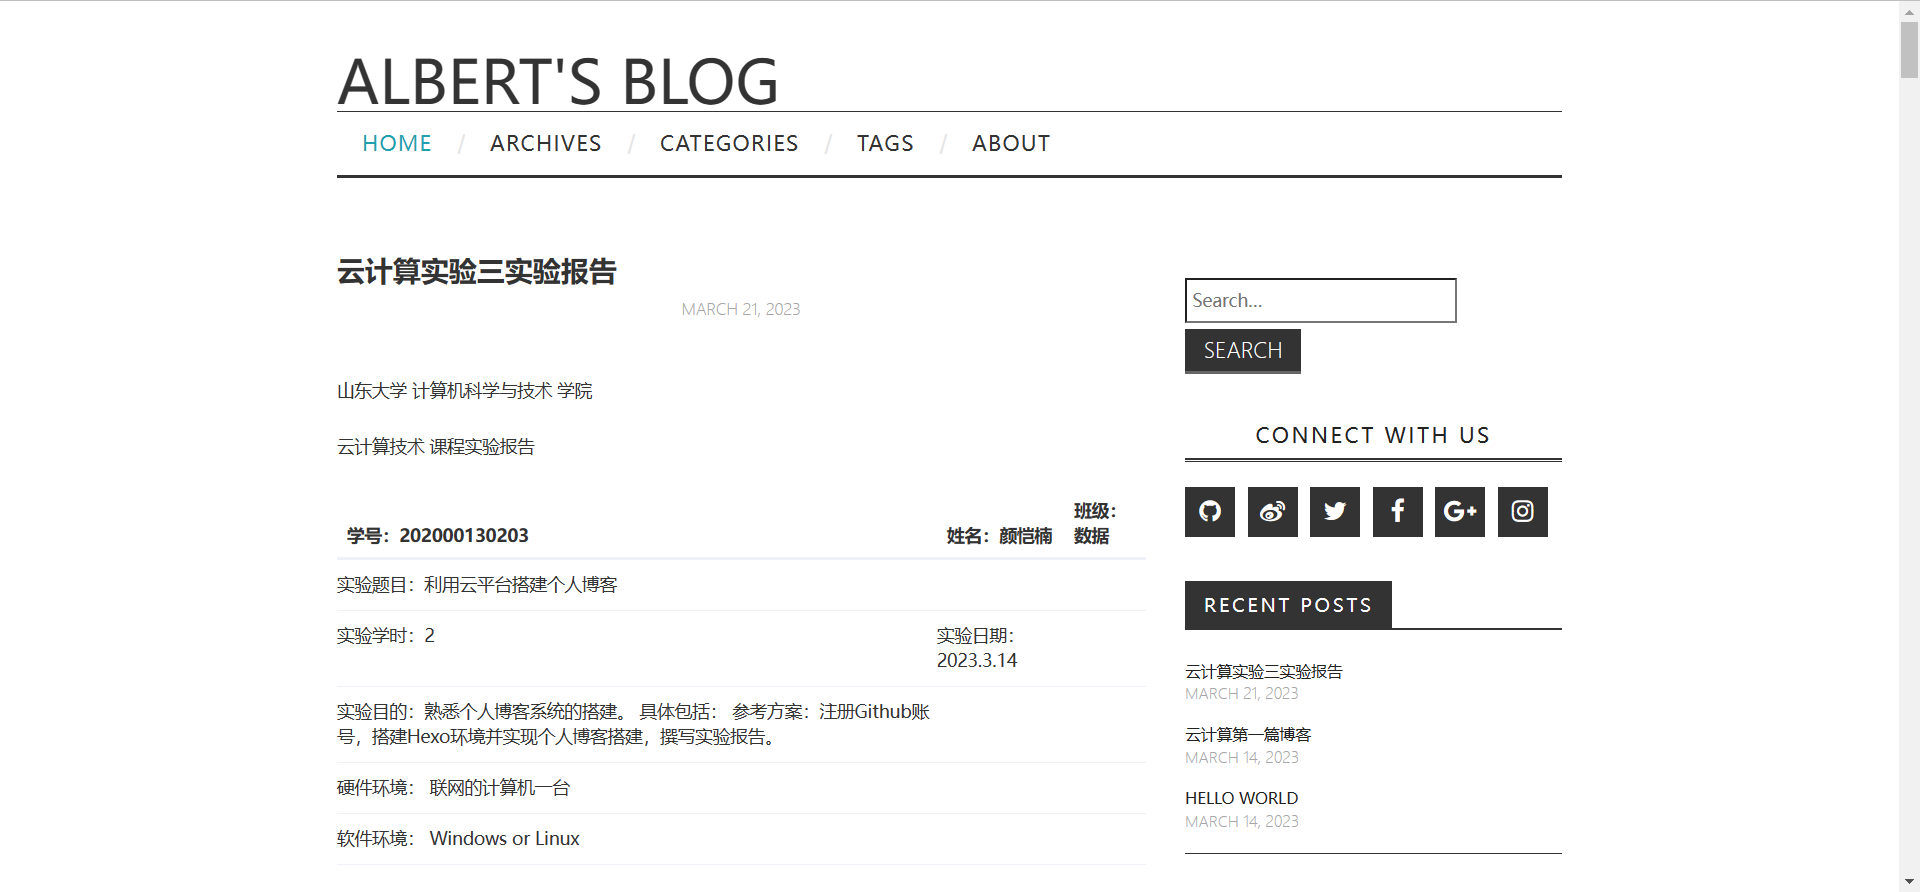 ALBERT'S BLOG
HOME / ARCHIVES / CATEGORIES / TAGS / ABOUT
云计算实验三实验报告
MARCH 21, 2023
山东大学 计算机科学与技术 学院
云计算技术 课程实验报告
学号：202000130203 姓名：颜恺楠 班级：
数据
实验题目：利用云平台搭建个人博客
实验学时：2 实验日期：
2023.3.14
实验目的：熟悉个人博客系统的搭建。 具体包括： 参考方案：注册Github账
号，搭建Hexo环境并实现个人博客搭建，撰写实验报告。
硬件环境： 联网的计算机一台
软件环境： Windows or Linux
Search...
SEARCH
CONNECT WITH US
G+
RECENT POSTS
云计算实验三实验报告
MARCH 21, 2023
云计算第一篇博客
MARCH 14, 2023
HELLO WORLD
MARCH 14, 2023